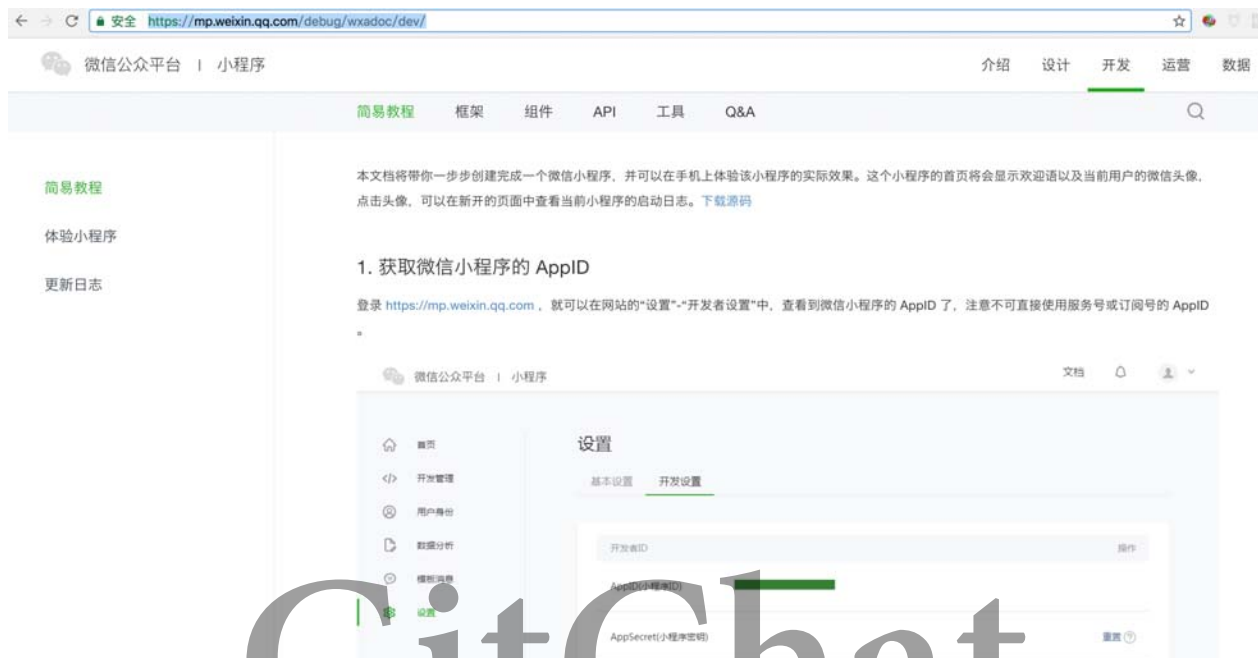 安全 https://mp.weixin.qq.com/debug/wxadoc/dev/
微信公众平台 | 小程序
介绍 设计 开发 运营 数据
简易教程 框架 组件 API 工具 Q&A
简易教程
体验小程序
更新日志
本文档将带你一步步创建完成一个微信小程序，并可以在手机上体验该小程序的实际效果。这个小程序的首页将会显示欢迎语以及当前用户的微信头像，
点击头像，可以在新开的页面中查看当前小程序的启动日志。下载源码
1. 获取微信小程序的 AppID
登录 https://mp.weixin.qq.com ，就可以在网站的“设置”-“开发者设置”中，查看到微信小程序的 AppID 了，注意不可直接使用服务号或订阅号的 AppID
。
微信公众平台 | 小程序
文档
首页
开发管理
用户身份
数据分析
模板消息
设置
设置
基本设置 开发设置
开发者ID 操作
AppID(小程序ID)
AppSecret(小程序密钥) 重置
GitChat